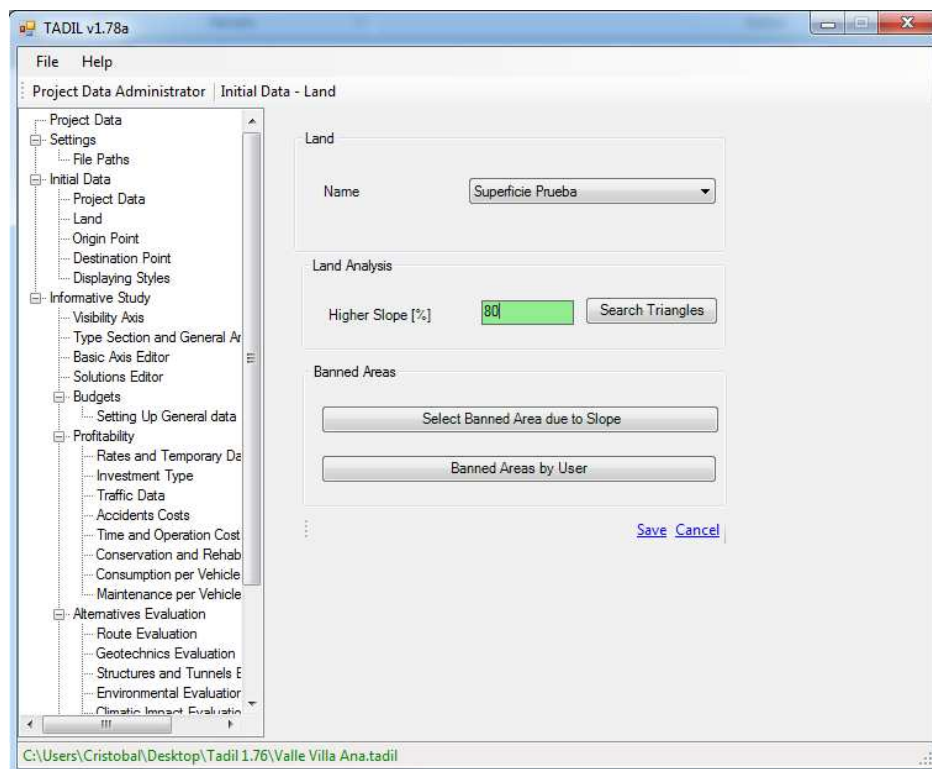 TADIL v1.78a
File Help
Project Data Administrator Initial Data - Land
Project Data
Settings
File Paths
Initial Data
Project Data
Land
Origin Point
Destination Point
Displaying Styles
Informative Study
Visibility Axis
Type Section and General Ar
Basic Axis Editor
Solutions Editor
Budgets
Setting Up General data
Profitability
Rates and Temporary Da
Investment Type
Traffic Data
Accidents Costs
Time and Operation Cost
Conservation and Rehab
Consumption per Vehicle
Maintenance per Vehicle
Alternatives Evaluation
Route Evaluation
Geotechnics Evaluation
Structures and Tunnels E
Environmental Evaluation
Climatic Impact Evaluatio
Land
Name Superficie Prueba
Land Analysis
Higher Slope [%] 80 Search Triangles
Banned Areas
Select Banned Area due to Slope
Banned Areas by User
Save Cancel
C:\Users\Cristobal\Desktop\Tadil 1.76\Valle Villa Ana.tadil